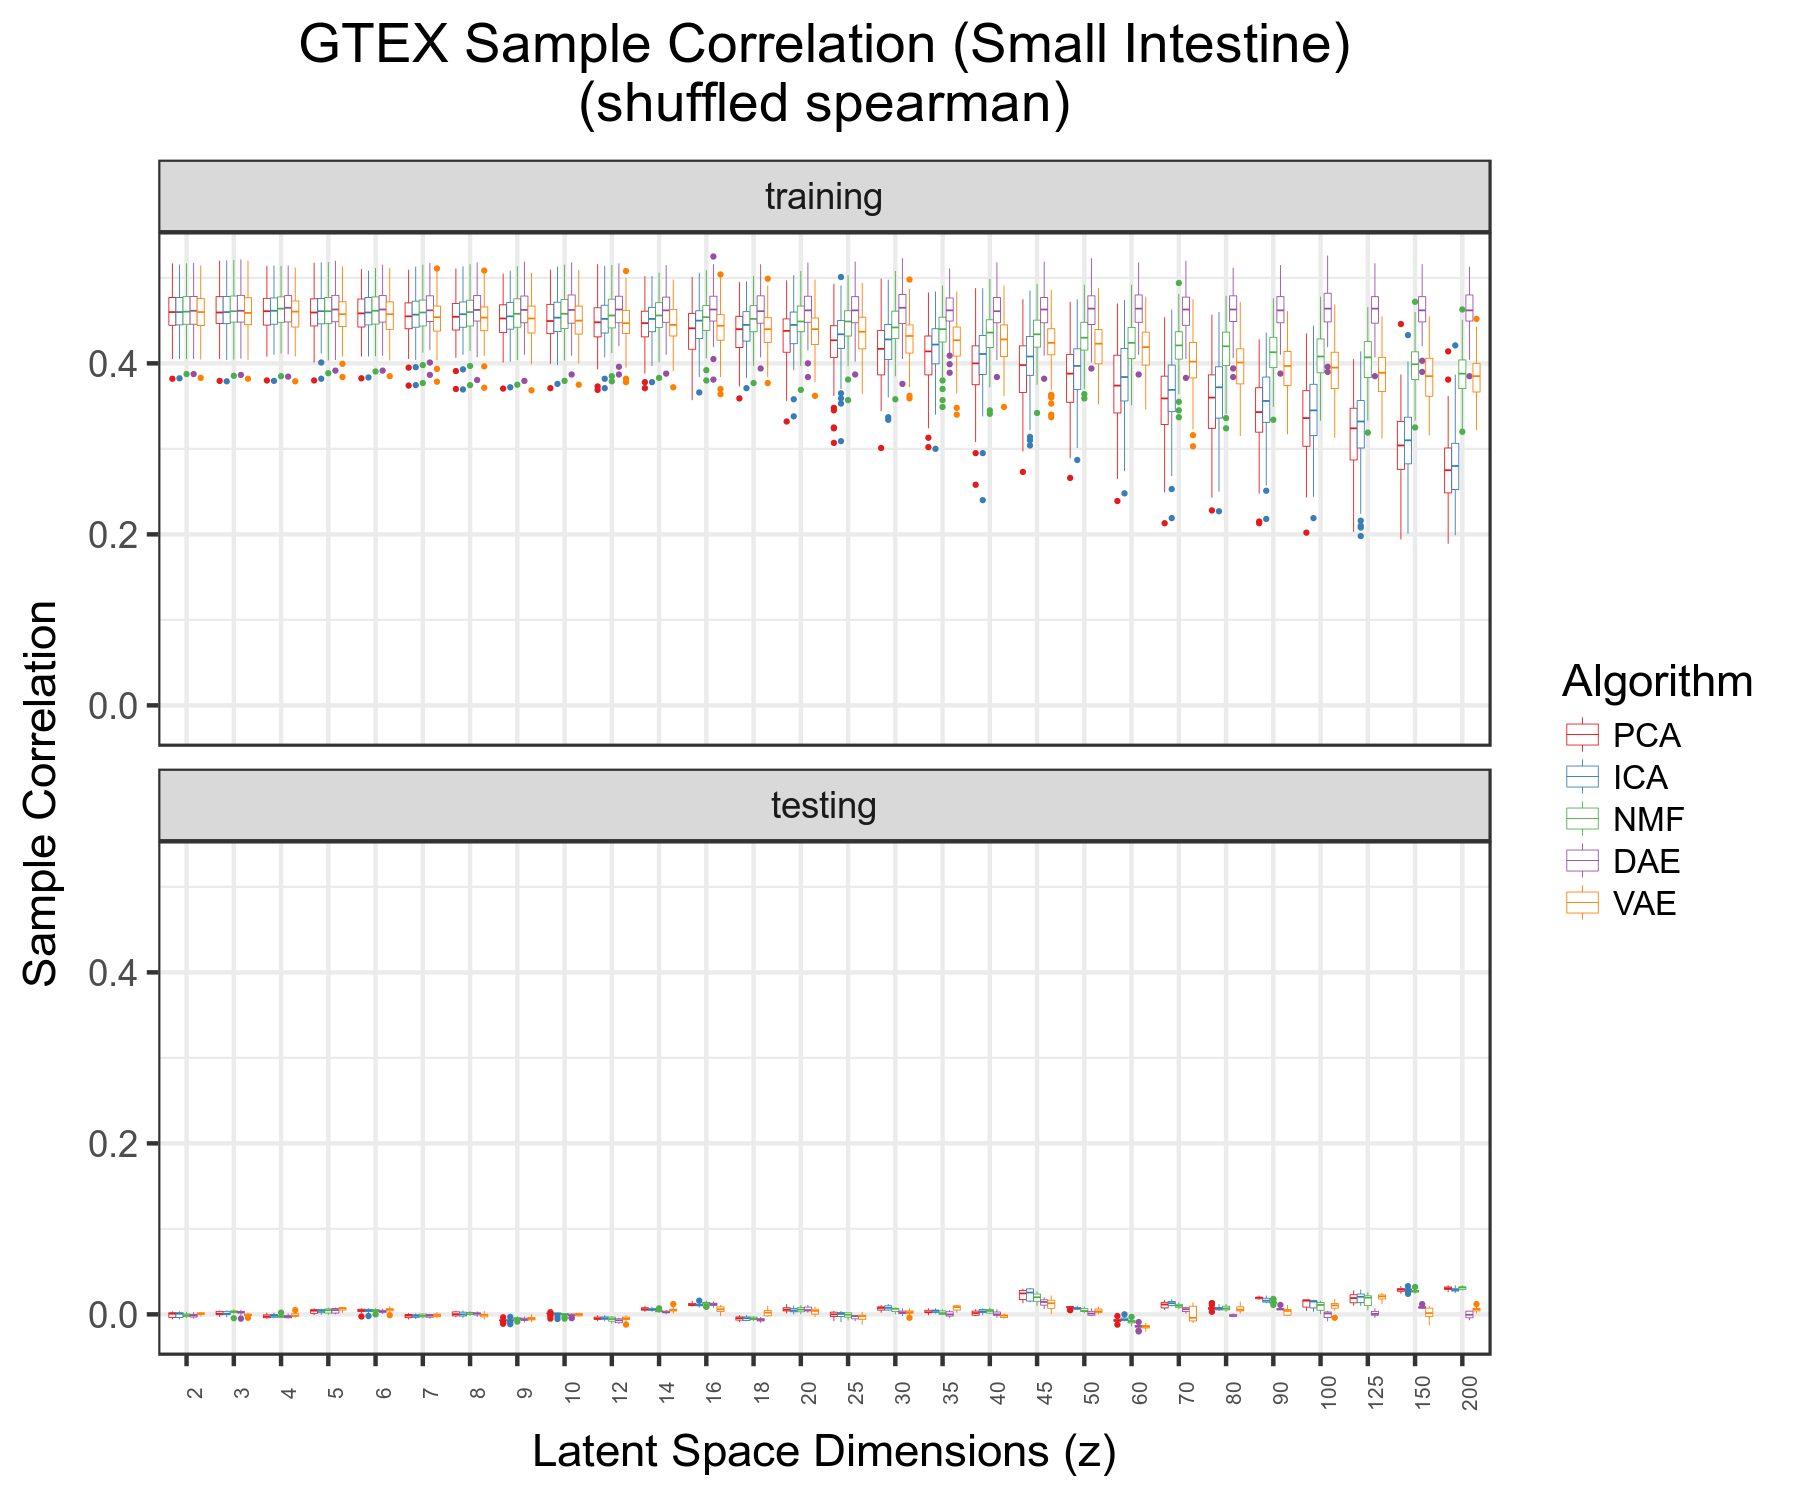 GTEX Sample Correlation (Small Intestine)
(shuffled spearman)
training
0.4
0.2
0.0
testing
0.4
0.2
0.0
Sample Correlation
2 3 4 5 6 7 8 9 10 12 14 16 18 20 25 30 35 40 45 50 60 70 80 90 100 125 150 200
Latent Space Dimensions (z)
Algorithm
PCA
ICA
NMF
DAE
VAE